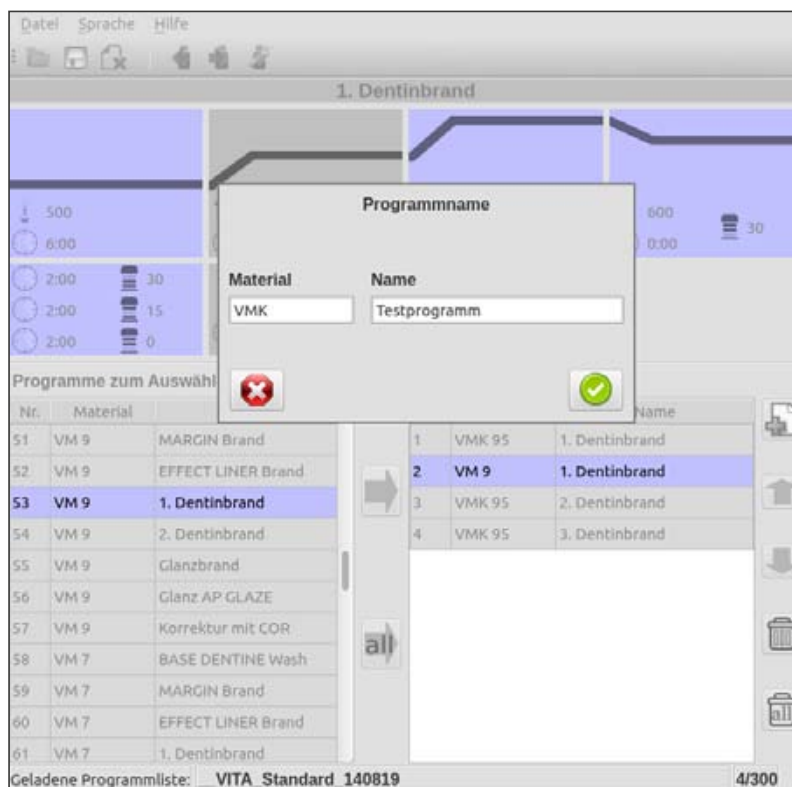 Datei Sprache Hilfe
1. Dentinbrand
500
6:00
600
0:00
30
2:00 30
2:00 15
2:00 0
Programmname
Material Name
VMK Testprogramm
Programme zum Auswähl
Nr. Material
51 VM 9 MARGIN Brand
52 VM 9 EFFECT LINER Brand
53 VM 9 1. Dentinbrand
54 VM 9 2. Dentinbrand
55 VM 9 Glanzbrand
56 VM 9 Glanz AP GLAZE
57 VM 9 Korrektur mit COR
58 VM 7 BASE DENTINE Wash
59 VM 7 MARGIN Brand
60 VM 7 EFFECT LINER Brand
61 VM 7 1. Dentinbrand
all
Name
1 VMK 95 1. Dentinbrand
2 VM 9 1. Dentinbrand
3 VMK 95 2. Dentinbrand
4 VMK 95 3. Dentinbrand
all
Geladene Programmliste: __VITA_Standard_140819 4/300